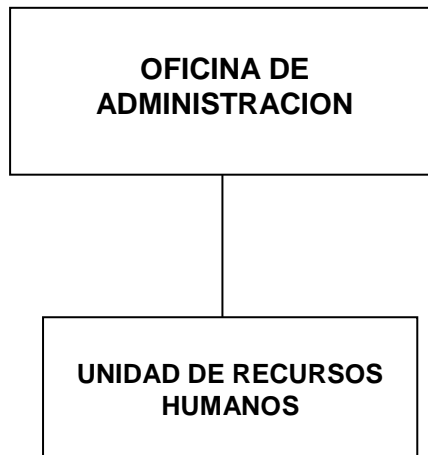 OFICINA DE
ADMINISTRACION
UNIDAD DE RECURSOS
HUMANOS